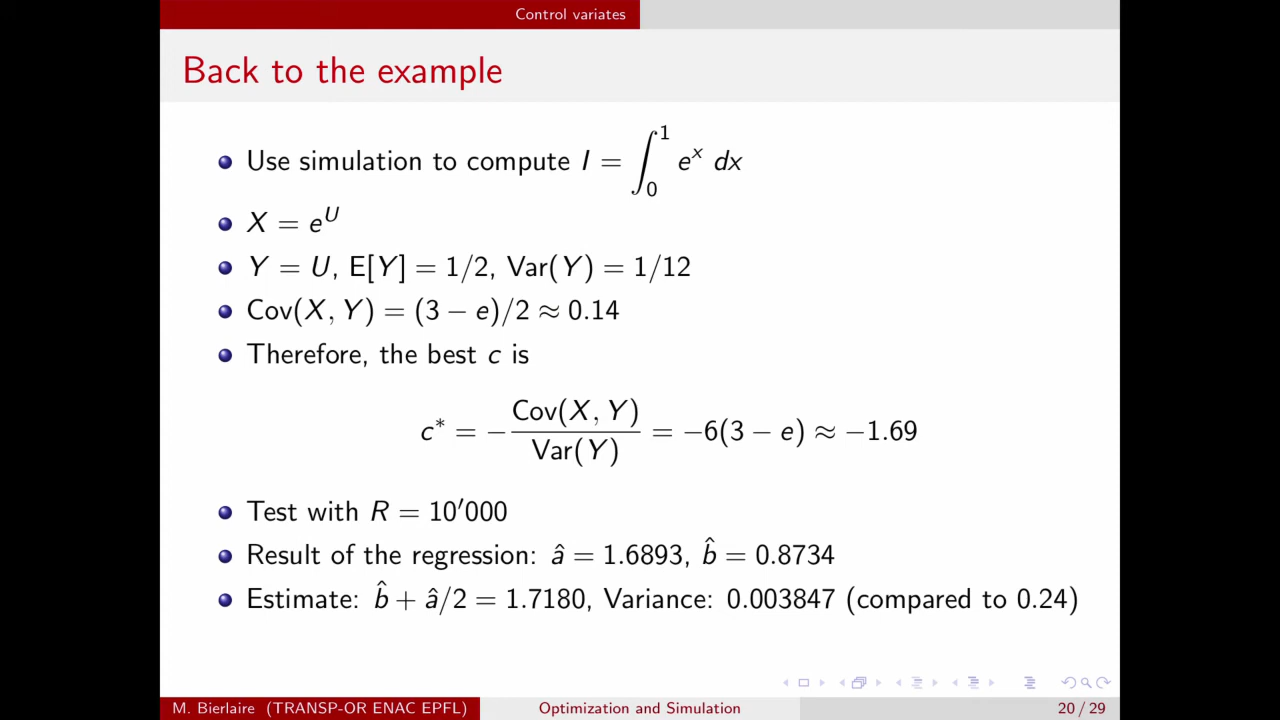 Control variates
Back to the example
Use simulation to compute I = ∫₀¹ eˣ dx
X = e^U
Y = U, E[Y] = 1/2, Var(Y) = 1/12
Cov(X, Y) = (3 − e)/2 ≈ 0.14
Therefore, the best c is
c* = − Cov(X, Y) / Var(Y) = −6(3 − e) ≈ −1.69
Test with R = 10′000
Result of the regression: â = 1.6893, b̂ = 0.8734
Estimate: b̂ + â/2 = 1.7180, Variance: 0.003847 (compared to 0.24)
M. Bierlaire (TRANSP-OR ENAC EPFL) Optimization and Simulation 20 / 29